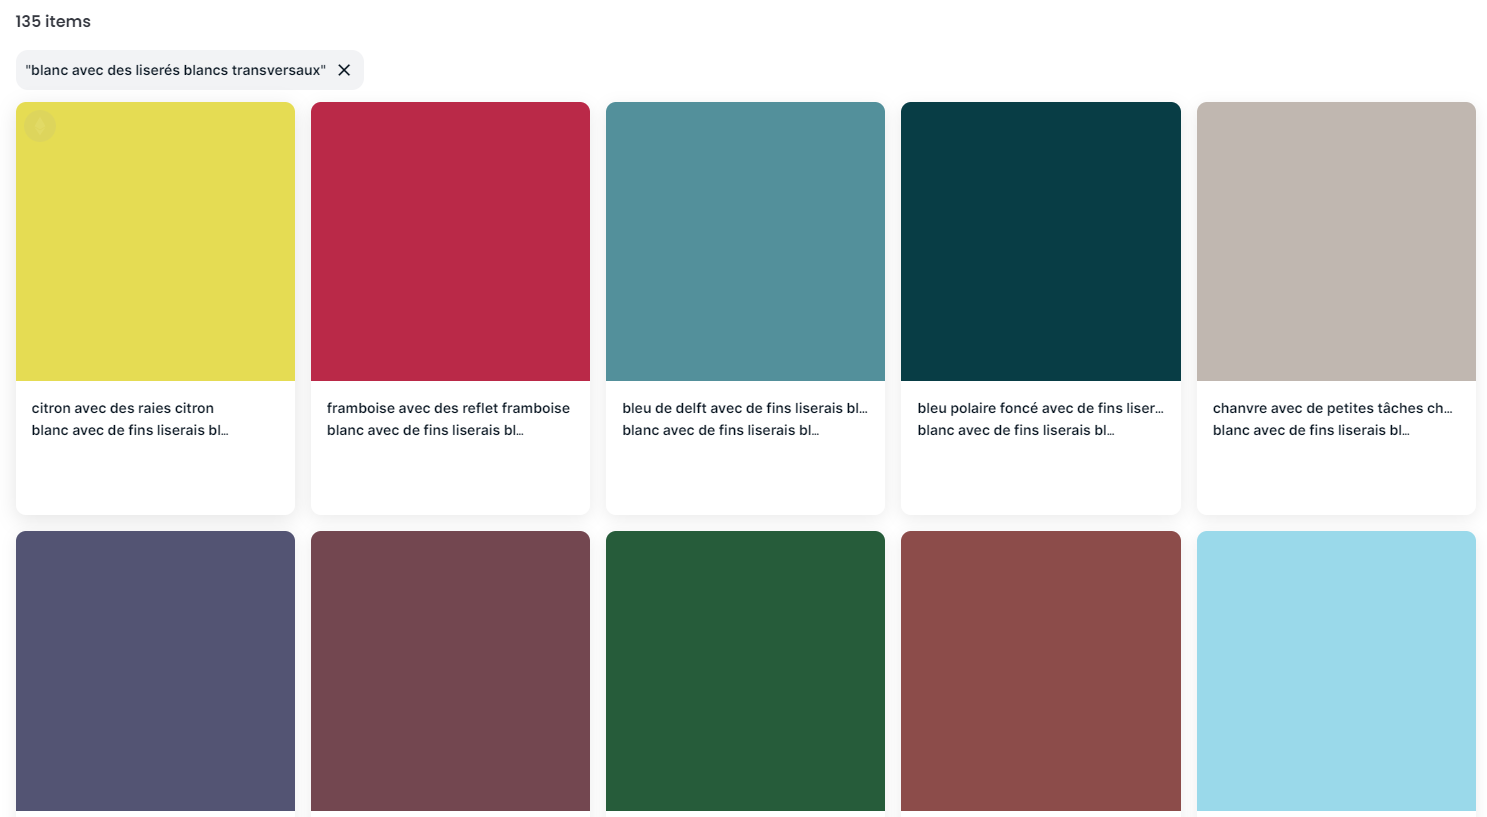 135 items
"blanc avec des liserés blancs transversaux"
citron avec des raies citron
blanc avec de fins liserais bl...
framboise avec des reflet framboise
blanc avec de fins liserais bl...
bleu de delft avec de fins liserais bl...
blanc avec de fins liserais bl...
bleu polaire foncé avec de fins liser...
blanc avec de fins liserais bl...
chanvre avec de petites tâches ch...
blanc avec de fins liserais bl...